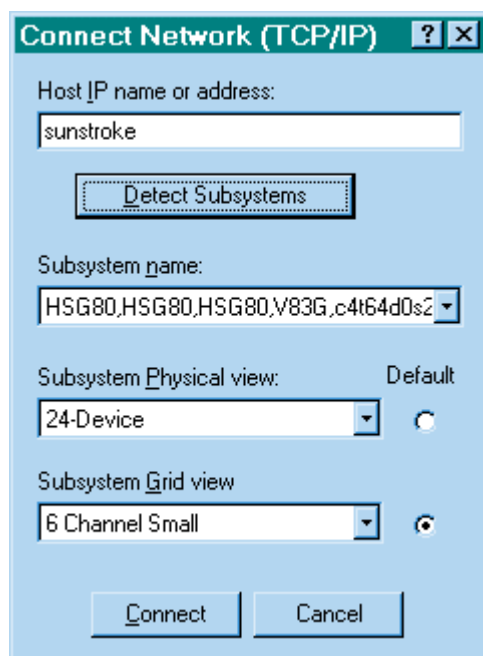 Connect Network (TCP/IP) ? ×
Host IP name or address:
sunstroke
Detect Subsystems
Subsystem name:
HSG80,HSG80,HSG80,V83G,c4t64d0s2
Subsystem Physical view: Default
24-Device
Subsystem Grid view
6 Channel Small
Connect Cancel